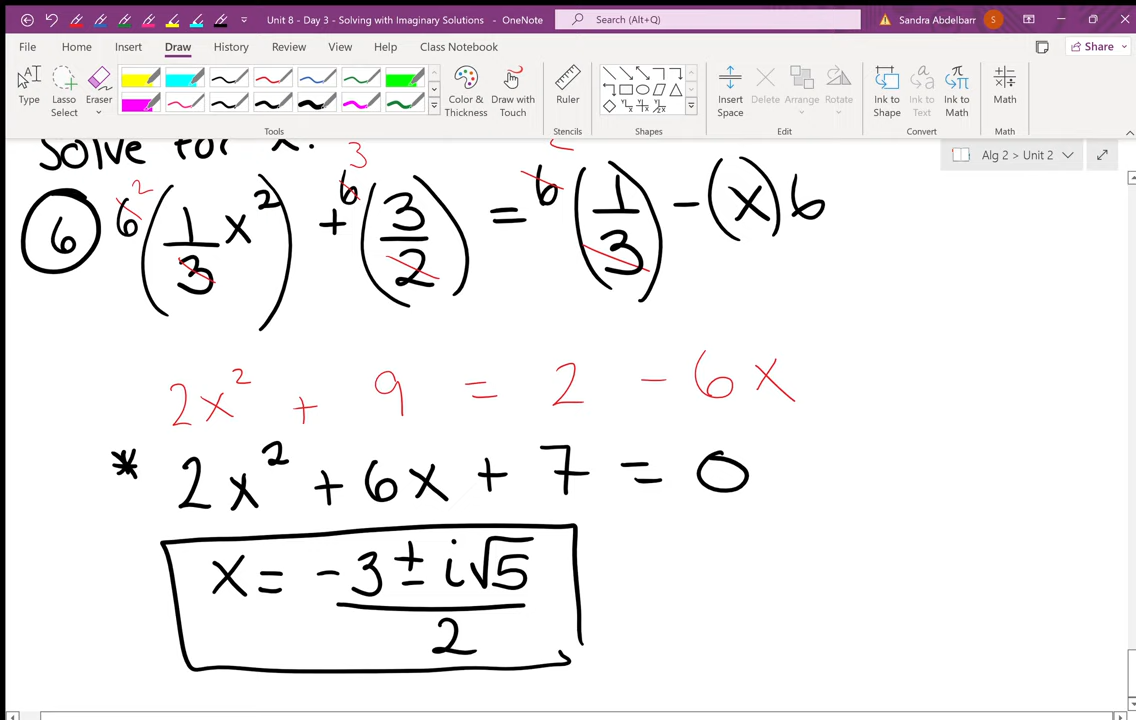 Unit 8 - Day 3 - Solving with Imaginary Solutions - OneNote
Search (Alt+Q)
Sandra Abdelbarr
S
File Home Insert Draw History Review View Help Class Notebook
Share
Type
Lasso Select
Eraser
Color & Thickness
Draw with Touch
Ruler
Insert Space
Delete
Arrange
Rotate
Ink to Shape
Ink to Text
Ink to Math
Math
Tools Stencils Shapes Edit Convert Math
Alg 2 > Unit 2
Solve for x.
2 3 2
6 6(1/3 x²) + 6(3/2) = 6(1/3) - (x)6
2x² + 9 = 2 - 6x
* 2x² + 6x + 7 = 0
x = -3 ± i√5 / 2